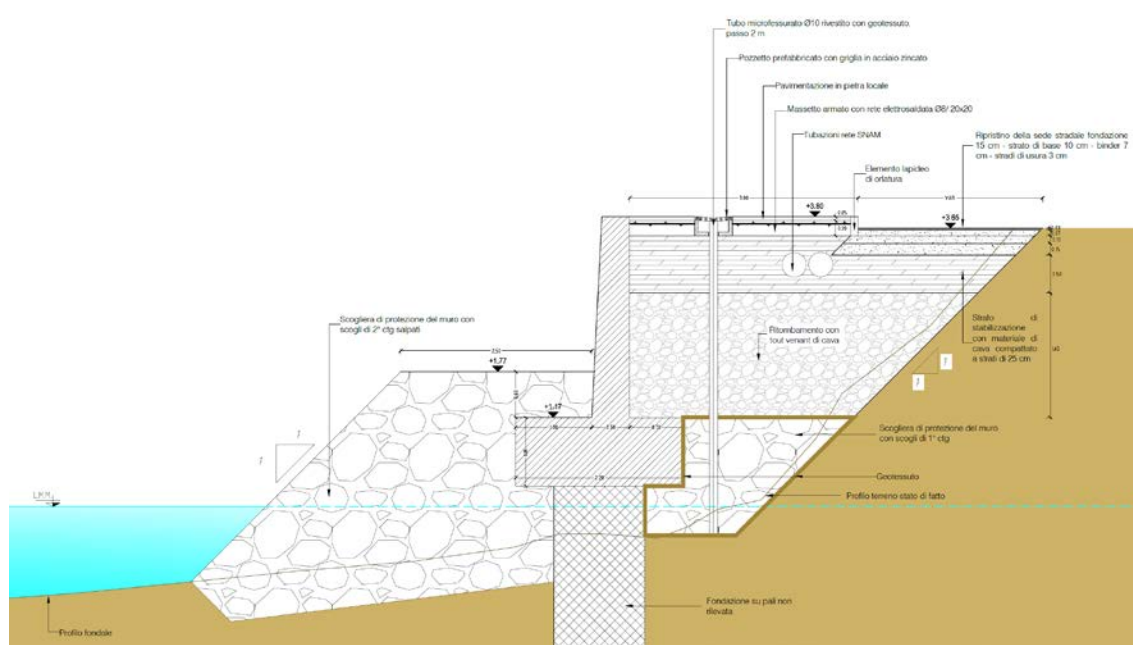 Tubo microfessurato Ø10 rivestito con geotessuto
passo 2 m
Pozzetto prefabbricato con griglia in acciaio zincato
Pavimentazione in pietra locale
Massetto armato con rete elettrosaldata Ø8/ 20x20
Tubazioni rete SNAM
Ripristino della sede stradale fondazione
15 cm - strato di base 10 cm - binder 7
cm - stradi di usura 3 cm
Elemento lapideo
di orlatura
+3.80
+3.65
Scogliera di protezione del muro con
scogli di 2° ctg salpati
Ritombamento con
tout venant di cava
Strato di
stabilizzazione
con materiale di
cava compattato
a strati di 25 cm
+1.77
1
1
+1.17
Scogliera di protezione del muro
con scogli di 1° ctg
1
1
Geotessuto
Profilo terreno stato di fatto
Fondazione su pali non
rilevata
Profilo fondale